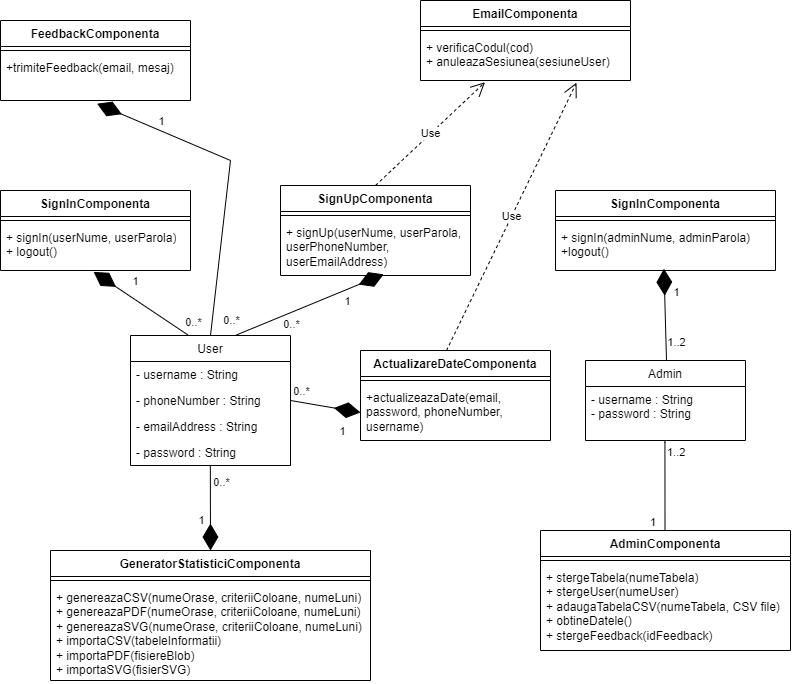 EmailComponenta
+ verificaCodul(cod)
+ anuleazaSesiunea(sesiuneUser)
FeedbackComponenta
+trimiteFeedback(email, mesaj)
1
Use
Use
SignInComponenta
+ signIn(userNume, userParola)
+ logout()
1
SignUpComponenta
+ signUp(userNume, userParola,
userPhoneNumber,
userEmailAddress)
1
SignInComponenta
+ signIn(adminNume, adminParola)
+logout()
1
0..*
0..*
0..*
User
- username : String
- phoneNumber : String
- emailAddress : String
- password : String
0..*
1
ActualizareDateComponenta
+actualizeazaDate(email,
password, phoneNumber,
username)
1..2
Admin
- username : String
- password : String
1..2
1
0..*
1
GeneratorStatisticiComponenta
+ genereazaCSV(numeOrase, criteriiColoane, numeLuni)
+ genereazaPDF(numeOrase, criteriiColoane, numeLuni)
+ genereazaSVG(numeOrase, criteriiColoane, numeLuni)
+ importaCSV(tabeleInformatii)
+ importaPDF(fisiereBlob)
+ importaSVG(fisierSVG)
AdminComponenta
+ stergeTabela(numeTabela)
+ stergeUser(numeUser)
+ adaugaTabelaCSV(numeTabela, CSV file)
+ obtineDatele()
+ stergeFeedback(idFeedback)